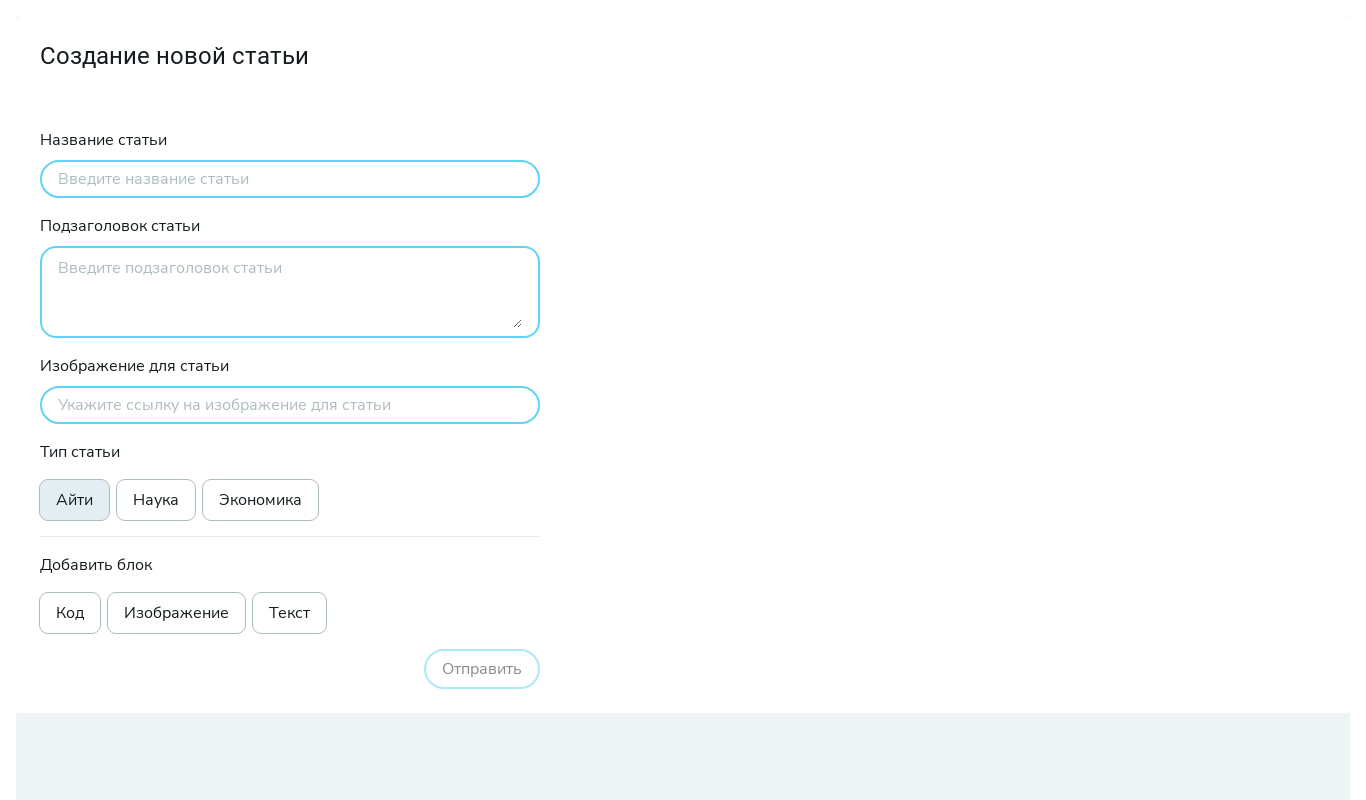 Создание новой статьи
Название статьи
Введите название статьи
Подзаголовок статьи
Введите подзаголовок статьи
Изображение для статьи
Укажите ссылку на изображение для статьи
Тип статьи
Айти Наука Экономика
Добавить блок
Код Изображение Текст
Отправить